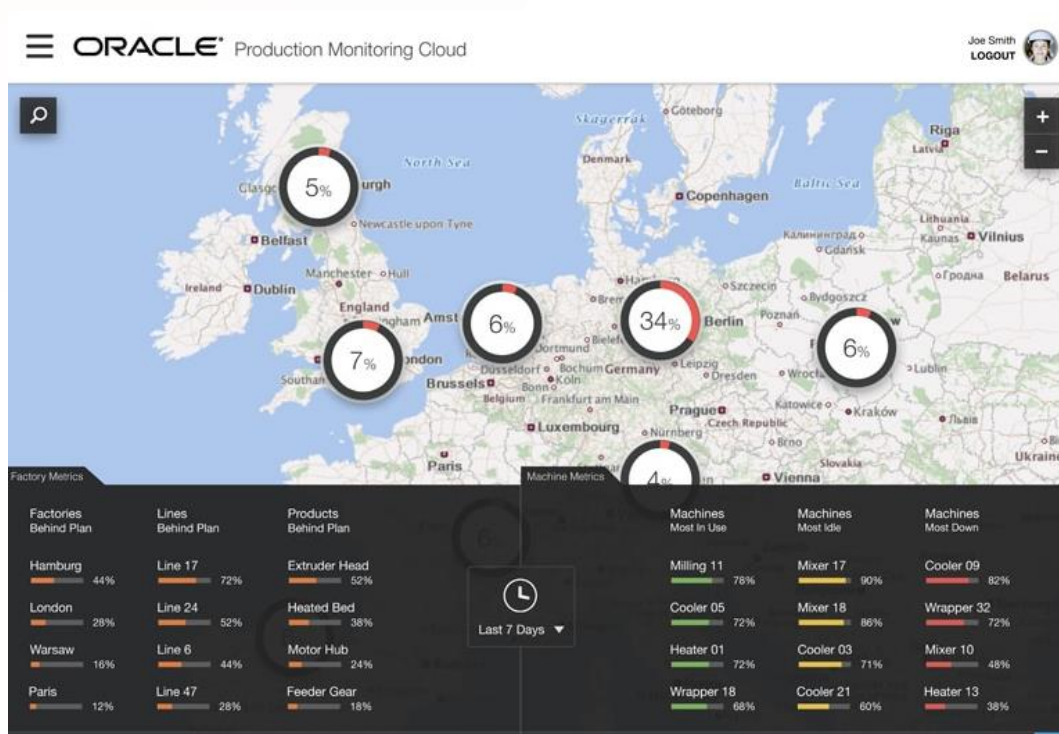 ORACLE® Production Monitoring Cloud
Joe Smith
LOGOUT
+
−
Göteborg
Skagerrak
Riga
Latvia
Denmark
North Sea
5%
urgh
Baltic Sea
Copenhagen
Newcastle upon Tyne
Lithuania
Калининград
Kaunas
Vilnius
Belfast
Gdańsk
Manchester
Hull
Ireland
Dublin
Szczecin
Гродна
Belarus
England
Bydgoszcz
Amst
6%
34%
Berlin
Poznań
w
7%
ondon
6%
Dortmund
Lublin
Düsseldorf
Bochum
Germany
Leipzig
Dresden
Brussels
Köln
Bonn
Belgium
Frankfurt am Main
Prague
Katowice
Kraków
Luxembourg
Czech Republic
Львів
Nürnberg
Brno
Paris
Slovakia
Ukraine
Vienna
4%
6%
Factory Metrics
Machine Metrics
Factories
Behind Plan
Hamburg
44%
London
28%
Warsaw
16%
Paris
12%
Lines
Behind Plan
Line 17
72%
Line 24
52%
Line 6
44%
Line 47
28%
Products
Behind Plan
Extruder Head
52%
Heated Bed
38%
Motor Hub
24%
Feeder Gear
18%
Last 7 Days
Machines
Most In Use
Milling 11
78%
Cooler 05
72%
Heater 01
72%
Wrapper 18
68%
Machines
Most Idle
Mixer 17
90%
Mixer 18
86%
Cooler 03
71%
Cooler 21
60%
Machines
Most Down
Cooler 09
82%
Wrapper 32
72%
Mixer 10
48%
Heater 13
38%